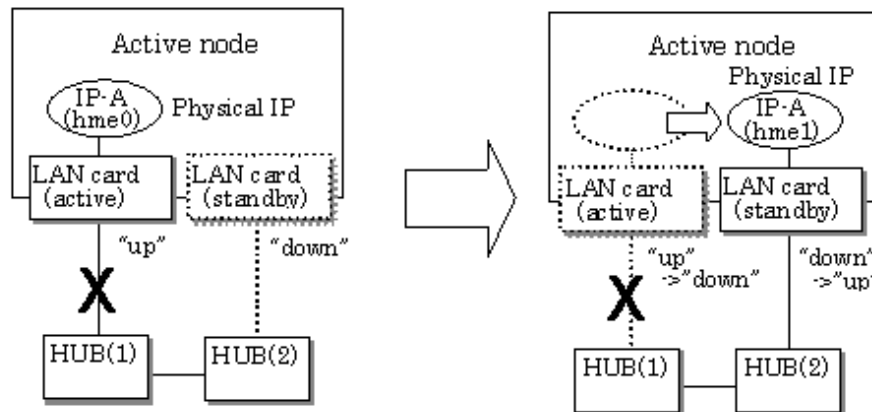 Active node
IP-A
(hme0)
Physical IP
LAN card
(active)
LAN card
(standby)
“up”
“down”
X
HUB(1)
HUB(2)
Active node
Physical IP
IP-A
(hme1)
LAN card
(active)
LAN card
(standby)
“up”
->”down”
“down”
->”up”
X
HUB(1)
HUB(2)